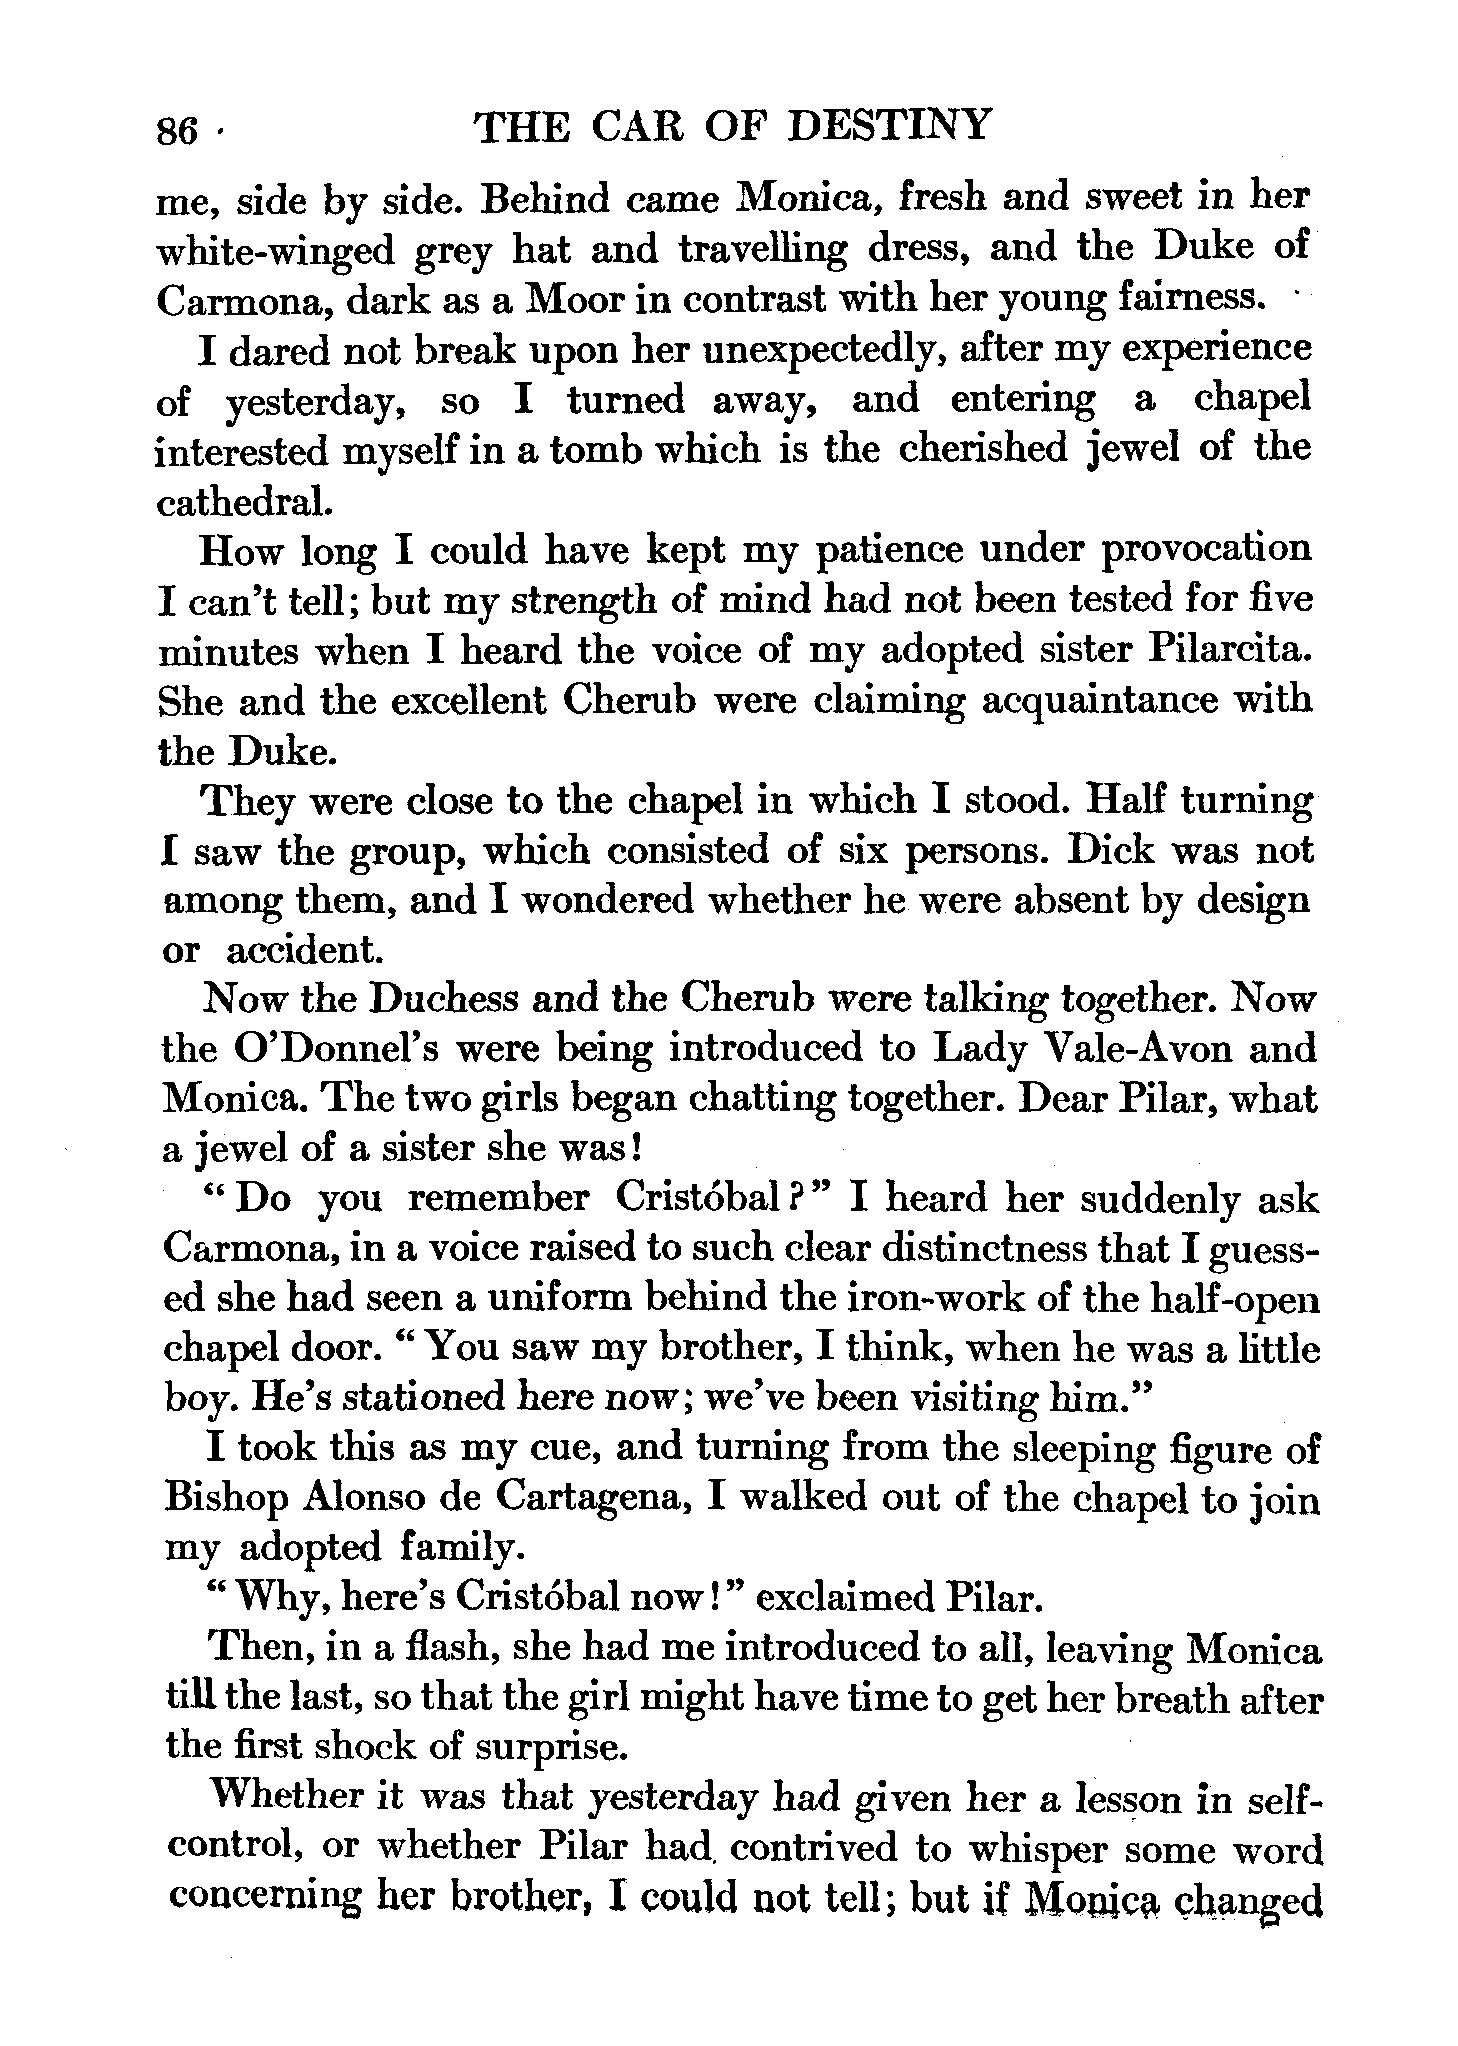 86 THE CAR OF DESTINY
me, side by side. Behind came Monica, fresh and sweet in her
white-winged grey hat and travelling dress, and the Duke of
Carmona, dark as a Moor in contrast with her young fairness.
I dared not break upon her unexpectedly, after my experience
of yesterday, so I turned away, and entering a chapel
interested myself in a tomb which is the cherished jewel of the
cathedral.
How long I could have kept my patience under provocation
I can't tell; but my strength of mind had not been tested for five
minutes when I heard the voice of my adopted sister Pilarcita.
She and the excellent Cherub were claiming acquaintance with
the Duke.
They were close to the chapel in which I stood. Half turning
I saw the group, which consisted of six persons. Dick was not
among them, and I wondered whether he were absent by design
or accident.
Now the Duchess and the Cherub were talking together. Now
the O'Donnel's were being introduced to Lady Vale-Avon and
Monica. The two girls began chatting together. Dear Pilar, what
a jewel of a sister she was!
"Do you remember Cristóbal?" I heard her suddenly ask
Carmona, in a voice raised to such clear distinctness that I guess-
ed she had seen a uniform behind the iron-work of the half-open
chapel door. "You saw my brother, I think, when he was a little
boy. He's stationed here now; we've been visiting him."
I took this as my cue, and turning from the sleeping figure of
Bishop Alonso de Cartagena, I walked out of the chapel to join
my adopted family.
"Why, here's Cristóbal now!" exclaimed Pilar.
Then, in a flash, she had me introduced to all, leaving Monica
till the last, so that the girl might have time to get her breath after
the first shock of surprise.
Whether it was that yesterday had given her a lesson in self-
control, or whether Pilar had contrived to whisper some word
concerning her brother, I could not tell; but if Monica changed